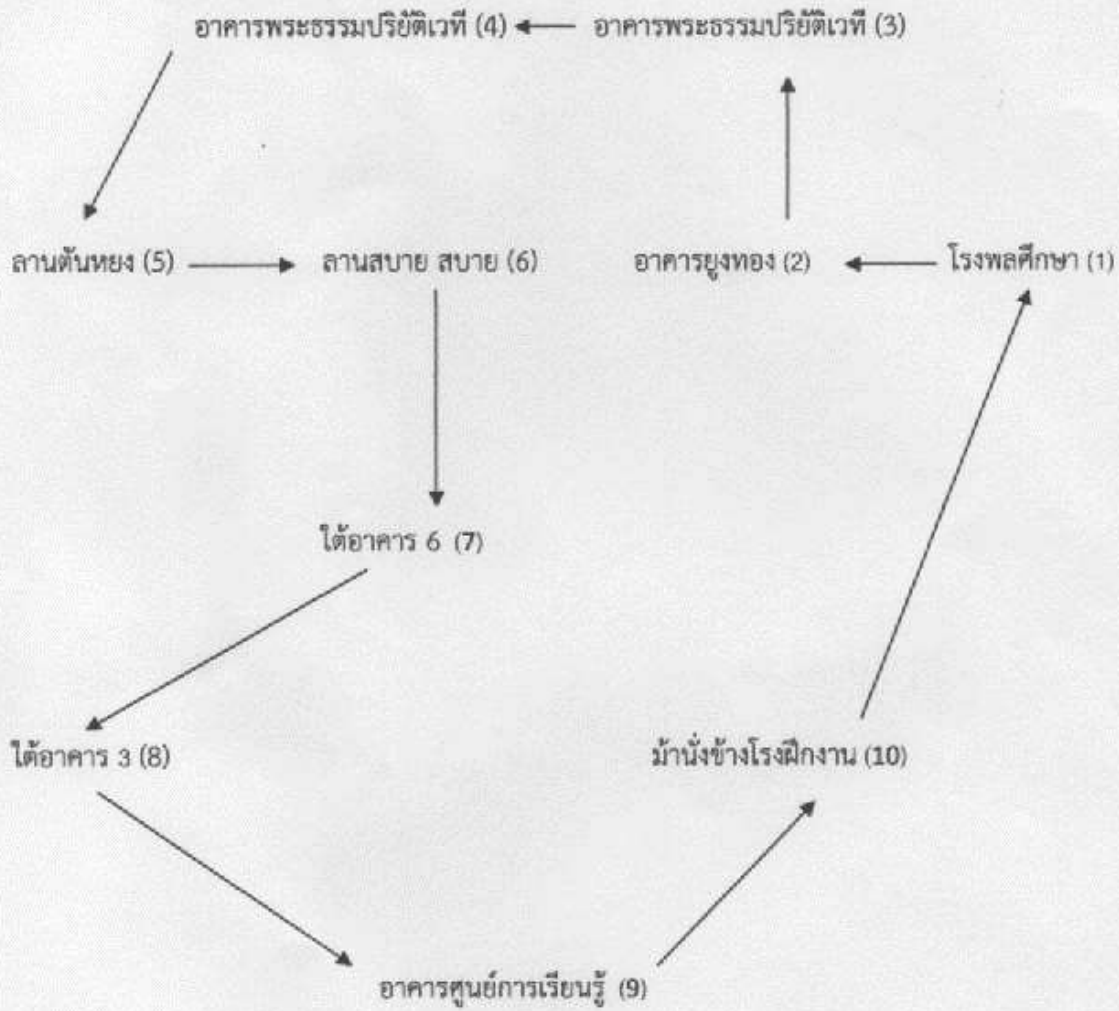 อาคารพระธรรมปริยัติเวที (4) อาคารพระธรรมปริยัติเวที (3)
ลานตันหยง (5) ลานสบาย สบาย (6) อาคารยูงทอง (2) โรงพลศึกษา (1)
ใต้อาคาร 6 (7)
ใต้อาคาร 3 (8) ม้านั่งข้างโรงฝึกงาน (10)
อาคารศูนย์การเรียนรู้ (9)